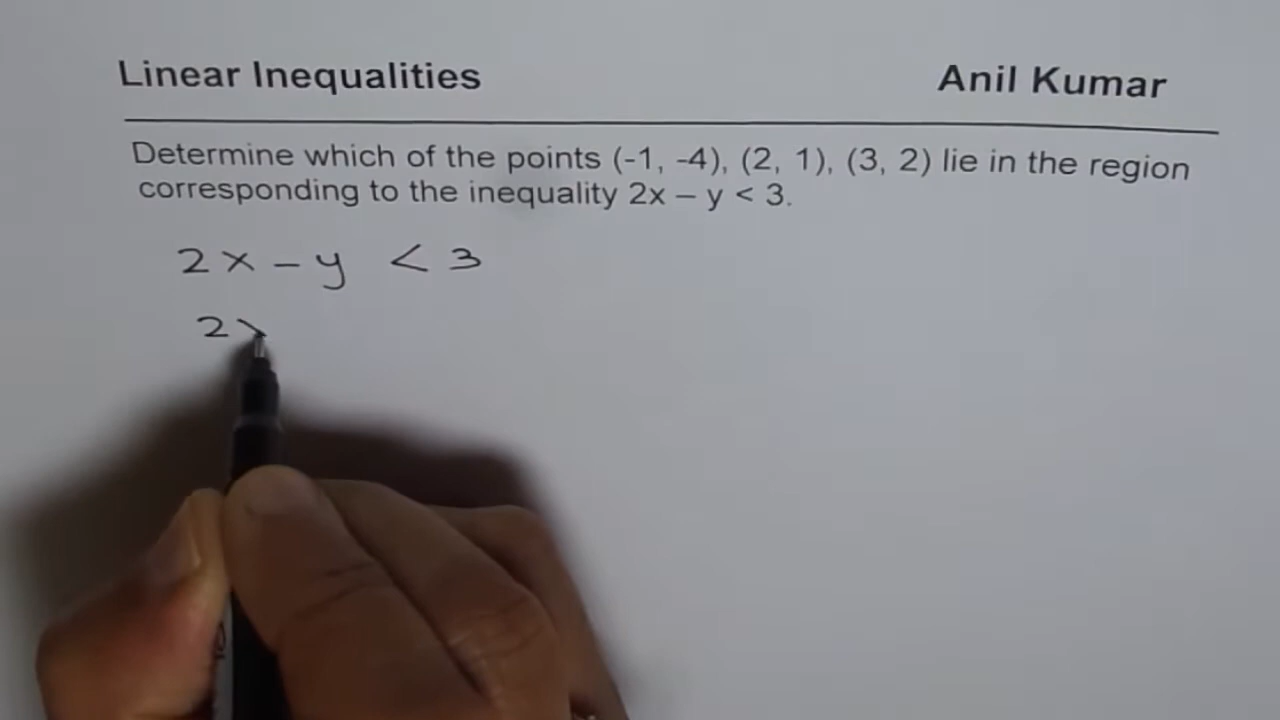 Linear Inequalities Anil Kumar
Determine which of the points (-1, -4), (2, 1), (3, 2) lie in the region
corresponding to the inequality 2x – y < 3.
2x - y < 3
2x